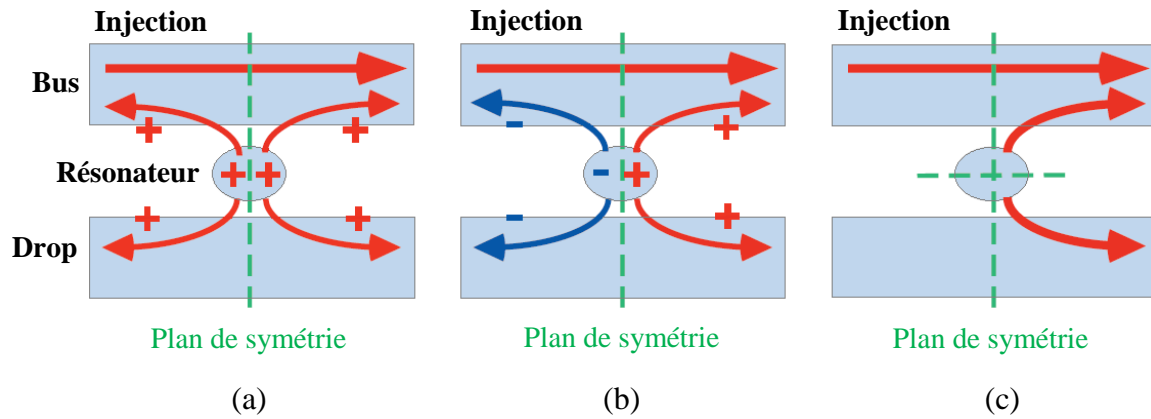 Injection Injection Injection
Bus
+ + - +
Résonateur + + - +
+ + - +
Drop
Plan de symétrie Plan de symétrie Plan de symétrie
(a) (b) (c)